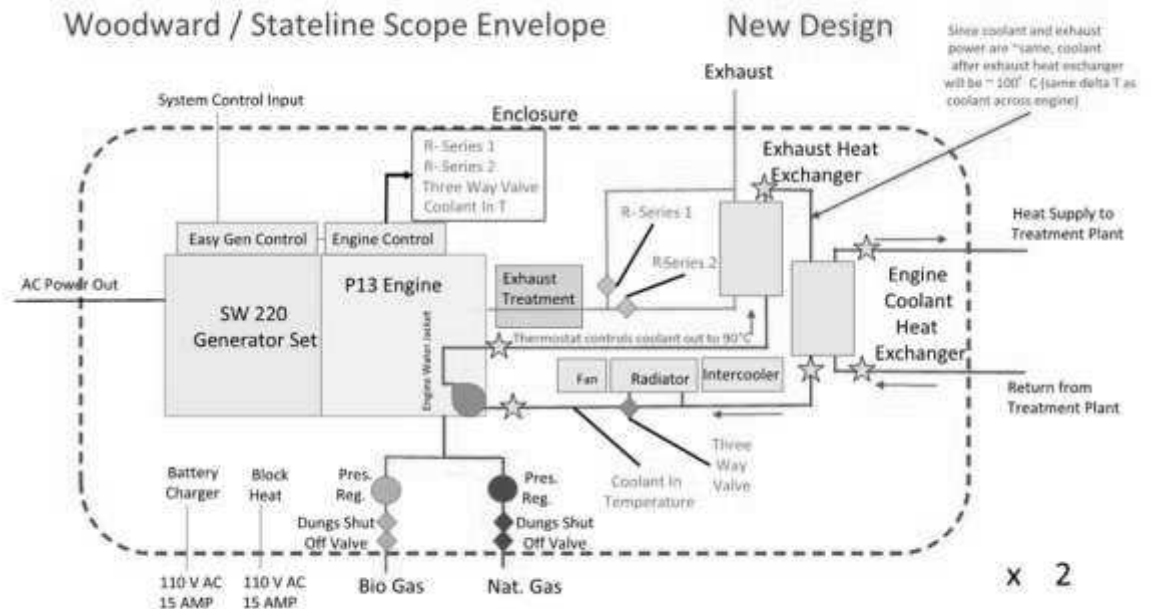 Woodward / Stateline Scope Envelope
New Design
Since coolant and exhaust
power are ~same, coolant
after exhaust heat exchanger
will be ~ 100° C (same delta T as
coolant across engine)
Exhaust
System Control Input
Enclosure
R- Series 1
R- Series 2
Three Way Valve
Coolant In T
Exhaust Heat
Exchanger
R- Series 1
RSeries 2
Heat Supply to
Treatment Plant
Easy Gen Control
Engine Control
AC Power Out
P13 Engine
SW 220
Generator Set
Exhaust
Treatment
Engine
Coolant
Heat
Exchanger
Engine Water Jacket
Thermostat controls coolant out to 90°C
Fan
Radiator
Intercooler
Return from
Treatment Plant
Three
Way
Valve
Coolant In
Temperature
Battery
Charger
Block
Heat
Pres.
Reg.
Pres.
Reg.
Dungs Shut
Off Valve
Dungs Shut
Off Valve
110 V AC
15 AMP
110 V AC
15 AMP
Bio Gas
Nat. Gas
x 2